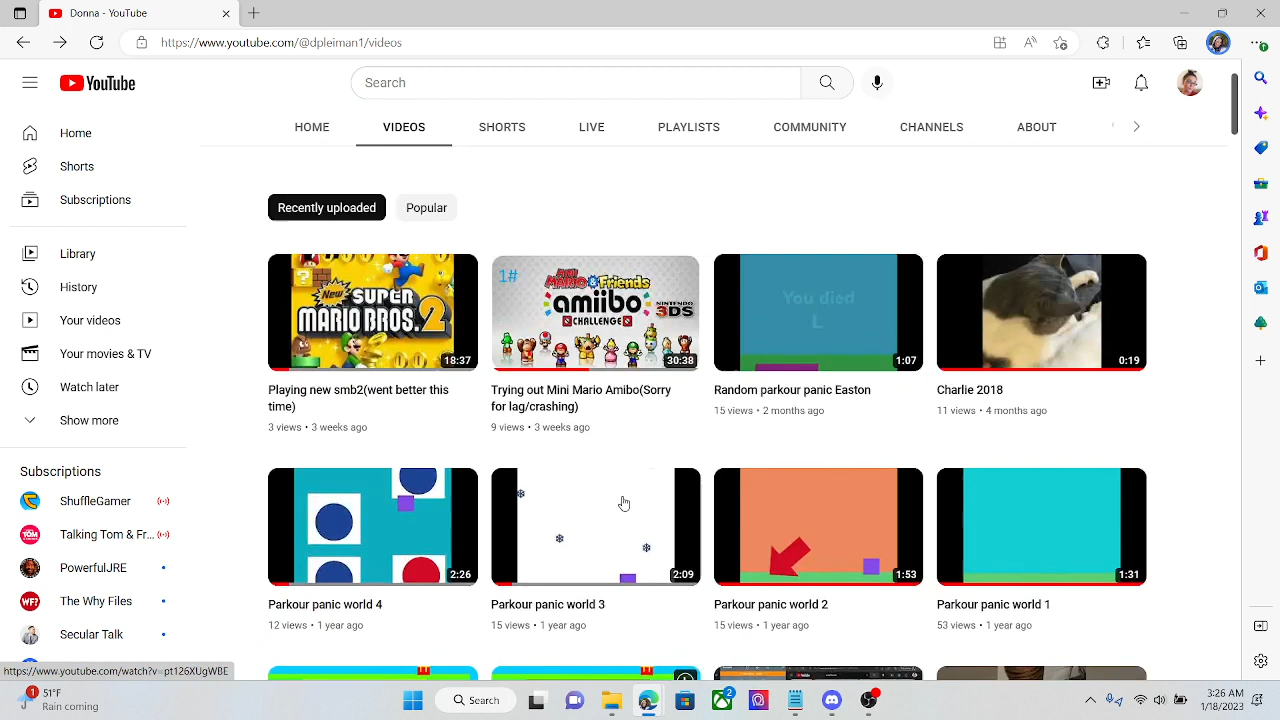 Donna - YouTube
https://www.youtube.com/@dpleiman1/videos
YouTube
Search
HOME VIDEOS SHORTS LIVE PLAYLISTS COMMUNITY CHANNELS ABOUT
Home
Shorts
Subscriptions
Library
History
Your videos
Your movies & TV
Watch later
Show more
Subscriptions
ShuffleGamer
Talking Tom & Fr...
PowerfulJRE
The Why Files
Secular Talk
Recently uploaded Popular
New
SUPER
MARIO BROS. 2
18:37
Playing new smb2(went better this
time)
3 views • 3 weeks ago
1#
MINI
MARIO & Friends
amiibo
CHALLENGE
NINTENDO
3DS
30:38
Trying out Mini Mario Amibo(Sorry
for lag/crashing)
9 views • 3 weeks ago
You died
L
1:07
Random parkour panic Easton
15 views • 2 months ago
0:19
Charlie 2018
11 views • 4 months ago
2:26
Parkour panic world 4
12 views • 1 year ago
2:09
Parkour panic world 3
15 views • 1 year ago
1:53
Parkour panic world 2
15 views • 1 year ago
1:31
Parkour panic world 1
53 views • 1 year ago
1
51°F
Rain coming
Search
2
3:26 AM
1/18/2023